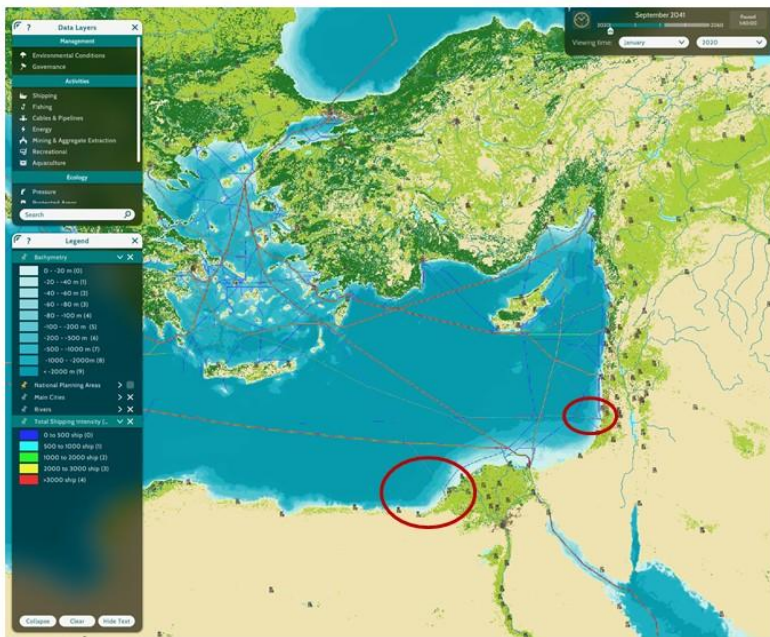 ? Data Layers
Management
Environmental Conditions
Governance
Activities
Shipping
Fishing
Cables & Pipelines
Energy
Mining & Aggregate Extraction
Recreational
Aquaculture
Ecology
Pressure
Protected Areas
Search
? Legend
Bathymetry
0 - -20 m (0)
-20 - -40 m (1)
-40 - -60 m (2)
-60 - -80 m (3)
-80 - -100 m (4)
-100 - -200 m (5)
-200 - -500 m (6)
-500 - -1000 m (7)
-1000 - -2000m (8)
< -2000 m (9)
National Planning Areas
Main Cities
Rivers
Total Shipping Intensity (...
0 to 500 ship (0)
500 to 1000 ship (1)
1000 to 2000 ship (2)
2000 to 3000 ship (3)
>3000 ship (4)
Collapse Clear Hide Text
September 2041
2060
Paused
Viewing time: January 2020